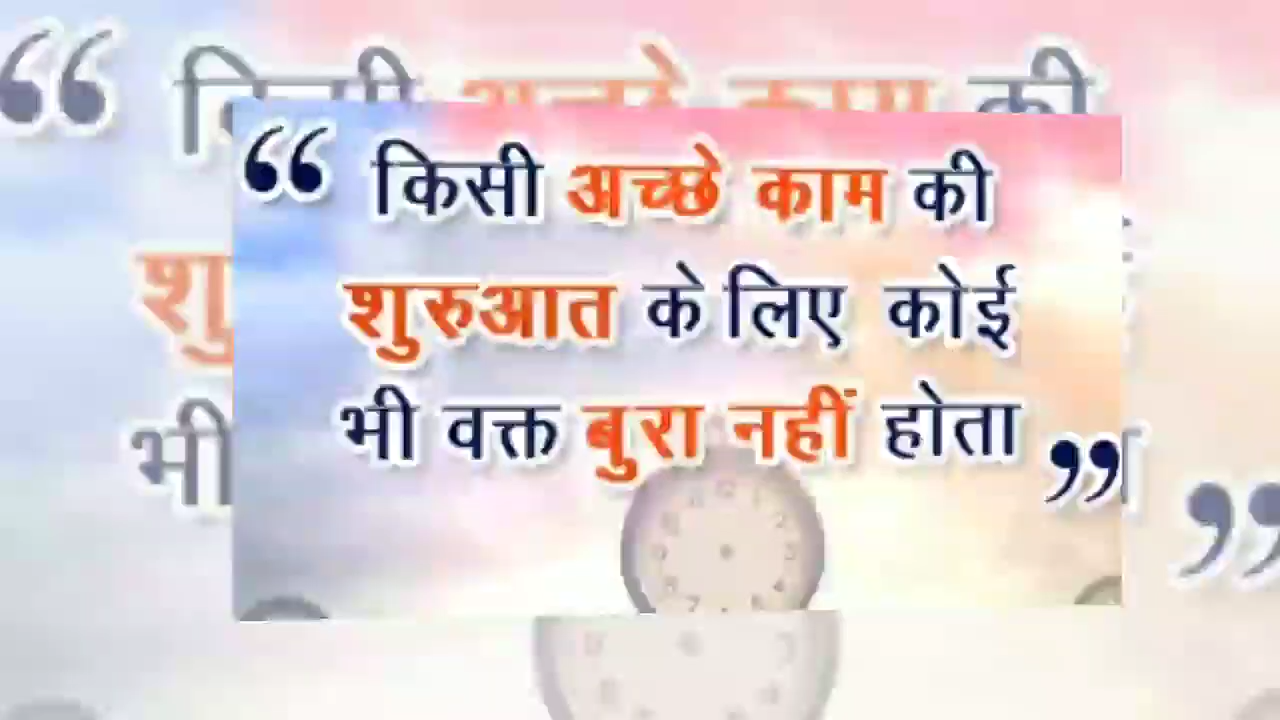 “ किसी अच्छे काम की
शुरुआत के लिए कोई
भी वक्त बुरा नहीं होता ”